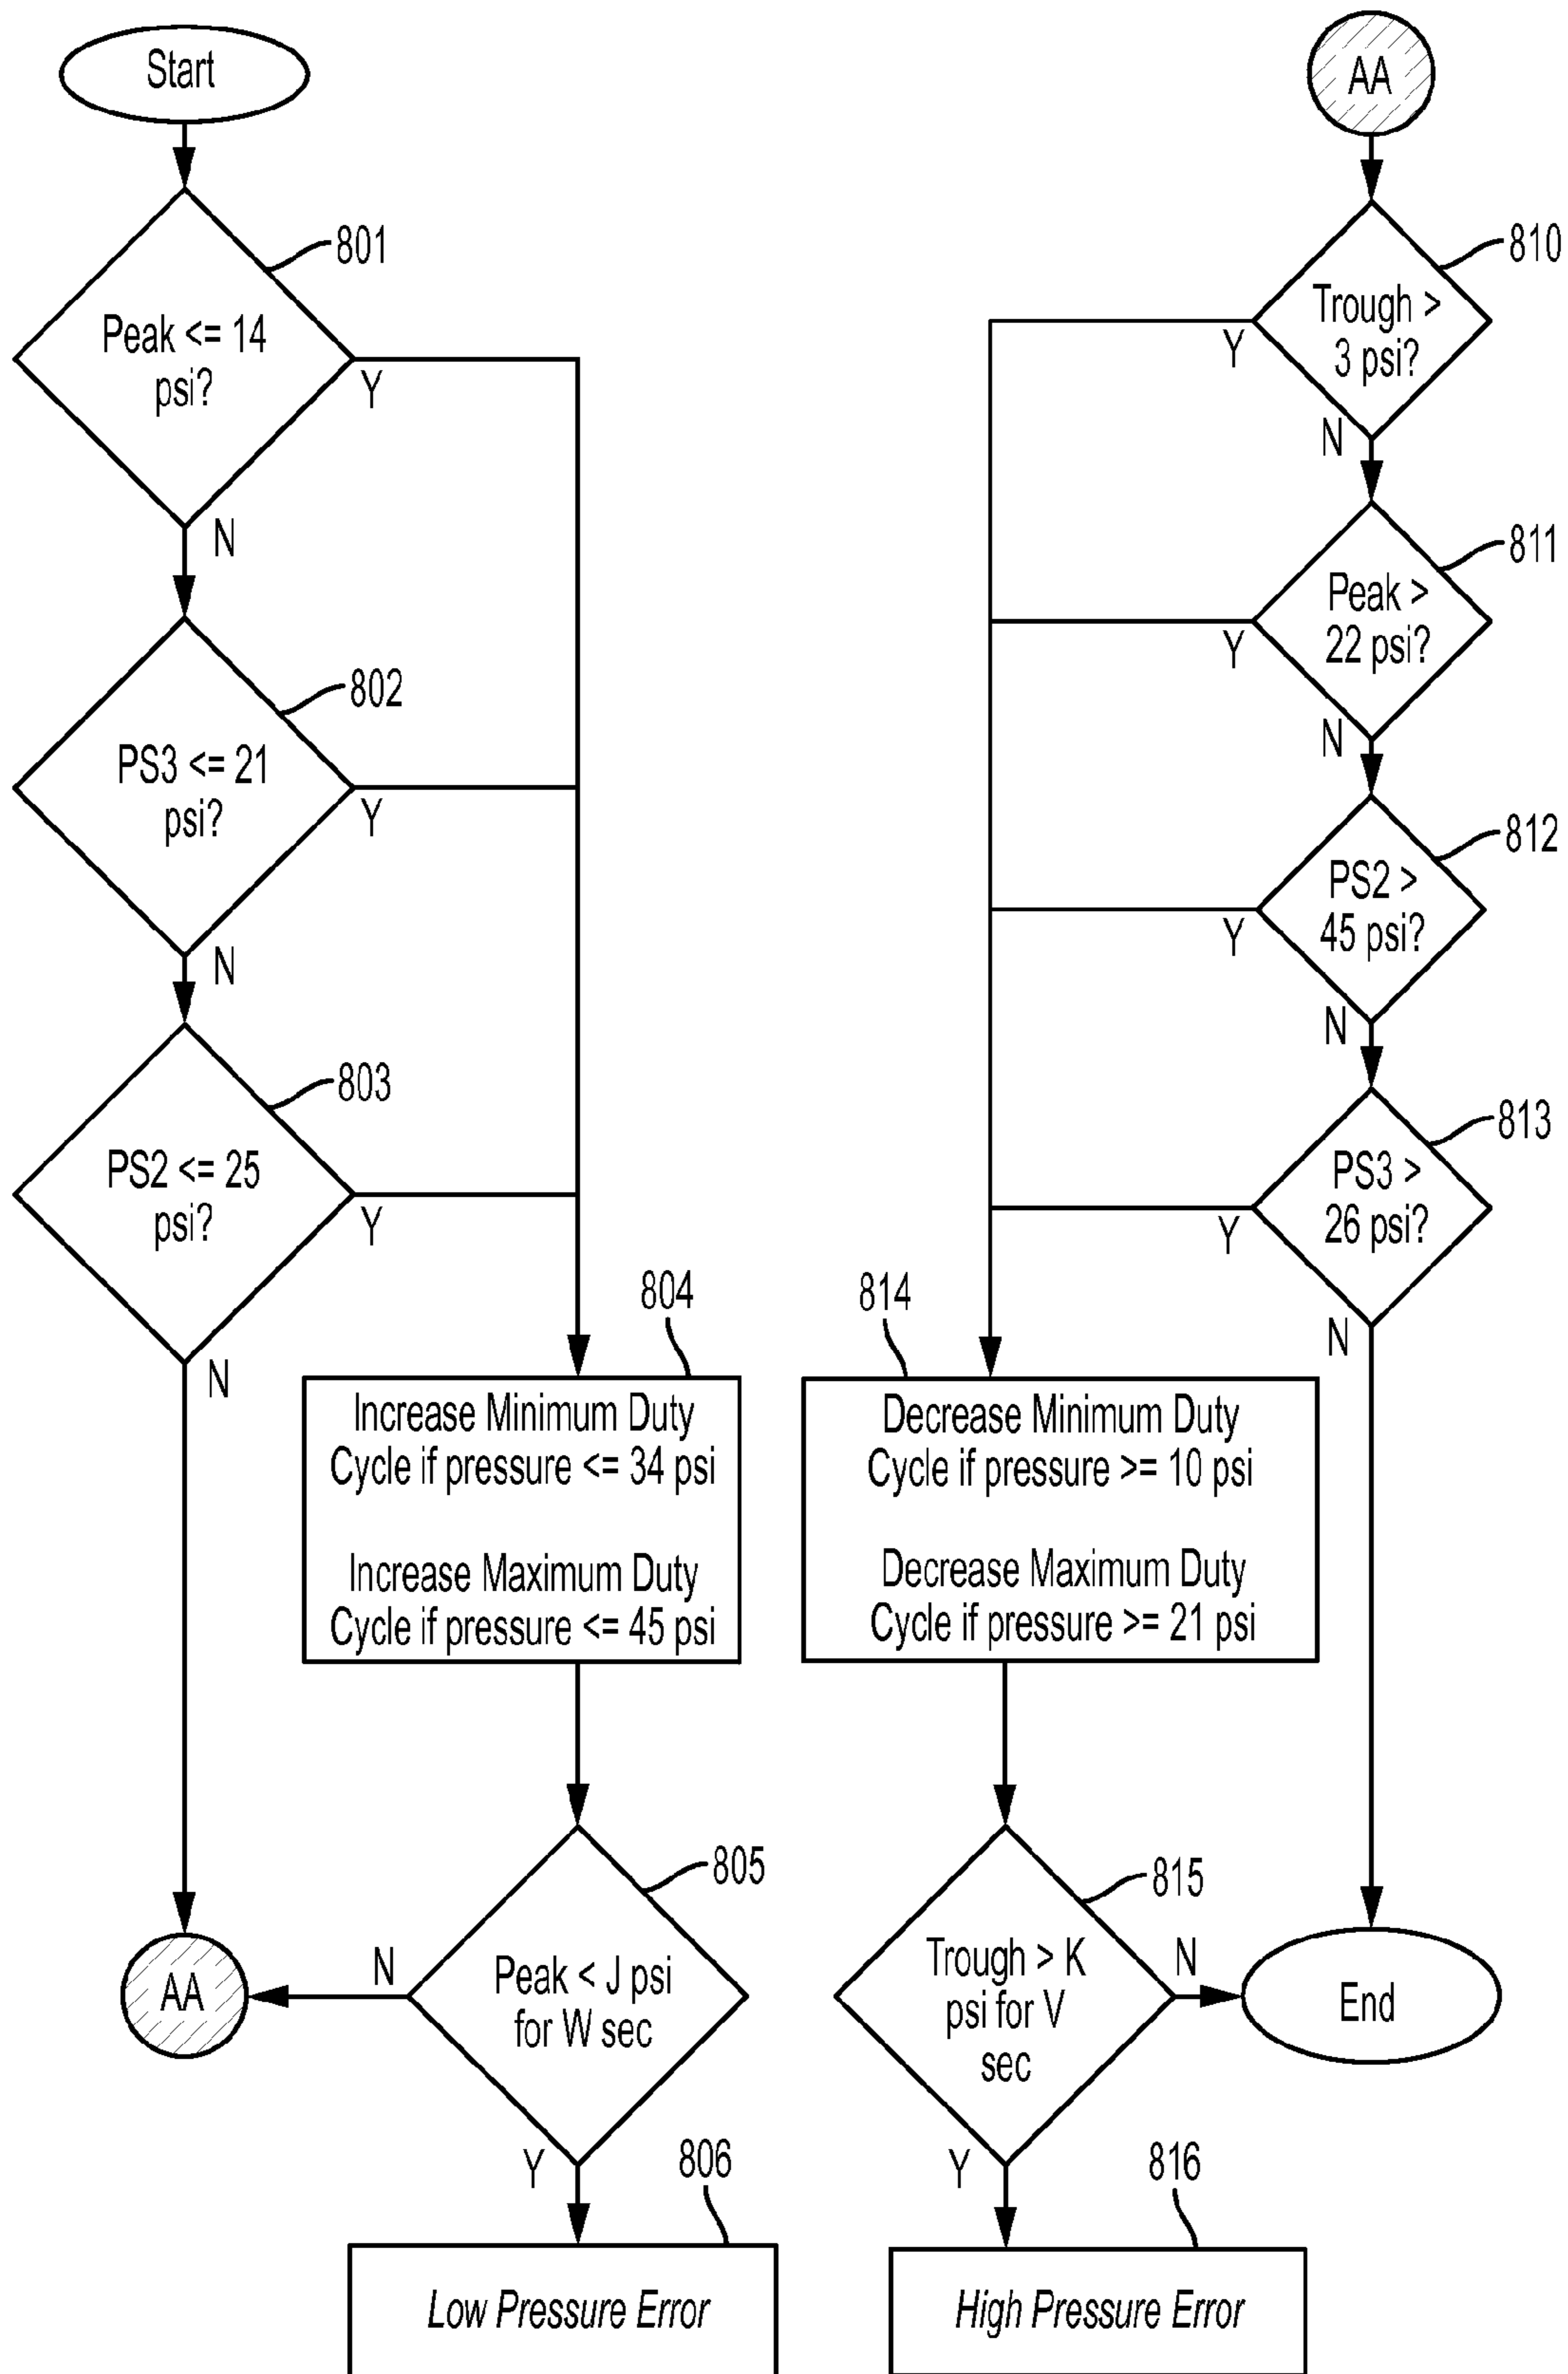 Start
801
Peak <= 14
psi?
Y
N
802
PS3 <= 21
psi?
Y
N
803
PS2 <= 25
psi?
Y
N
804
Increase Minimum Duty
Cycle if pressure <= 34 psi
Increase Maximum Duty
Cycle if pressure <= 45 psi
805
Peak < J psi
for W sec
N
AA
Y
806
Low Pressure Error
AA
810
Trough >
3 psi?
Y
N
811
Peak >
22 psi?
Y
N
812
PS2 >
45 psi?
Y
N
813
PS3 >
26 psi?
Y
N
814
Decrease Minimum Duty
Cycle if pressure >= 10 psi
Decrease Maximum Duty
Cycle if pressure >= 21 psi
815
Trough > K
psi for V
sec
N
End
Y
816
High Pressure Error